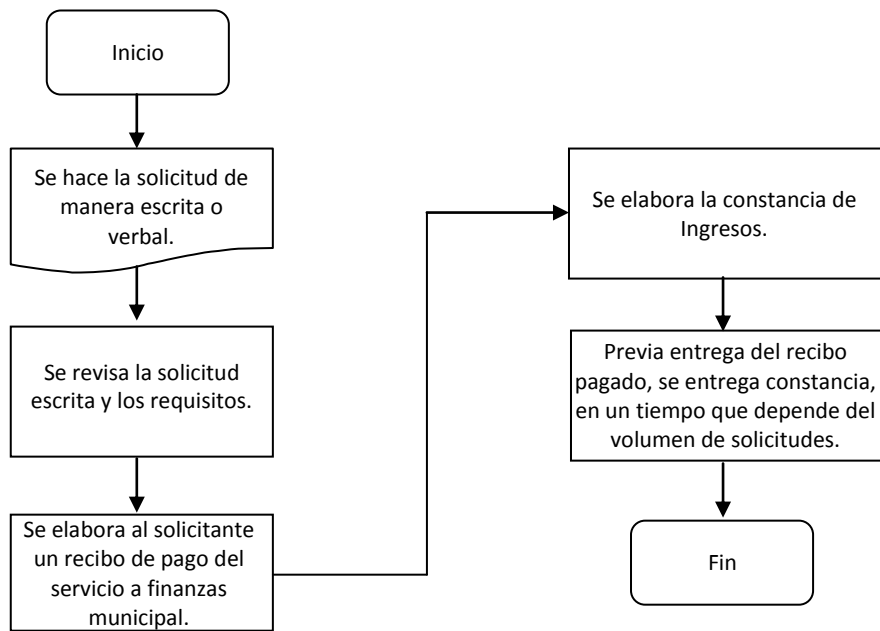 Inicio
Se hace la solicitud de
manera escrita o
verbal.
Se revisa la solicitud
escrita y los requisitos.
Se elabora al solicitante
un recibo de pago del
servicio a finanzas
municipal.
Se elabora la constancia de
Ingresos.
Previa entrega del recibo
pagado, se entrega constancia,
en un tiempo que depende del
volumen de solicitudes.
Fin